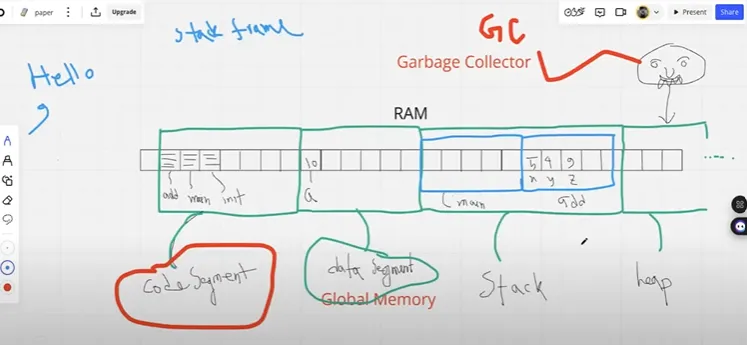 paper
Upgrade
Present
Share
stack frame
GC
Garbage Collector
Hello
RAM
10
5 4 9
x y z
add main init
a
main
add
code segment
data segment
Global Memory
Stack
heap